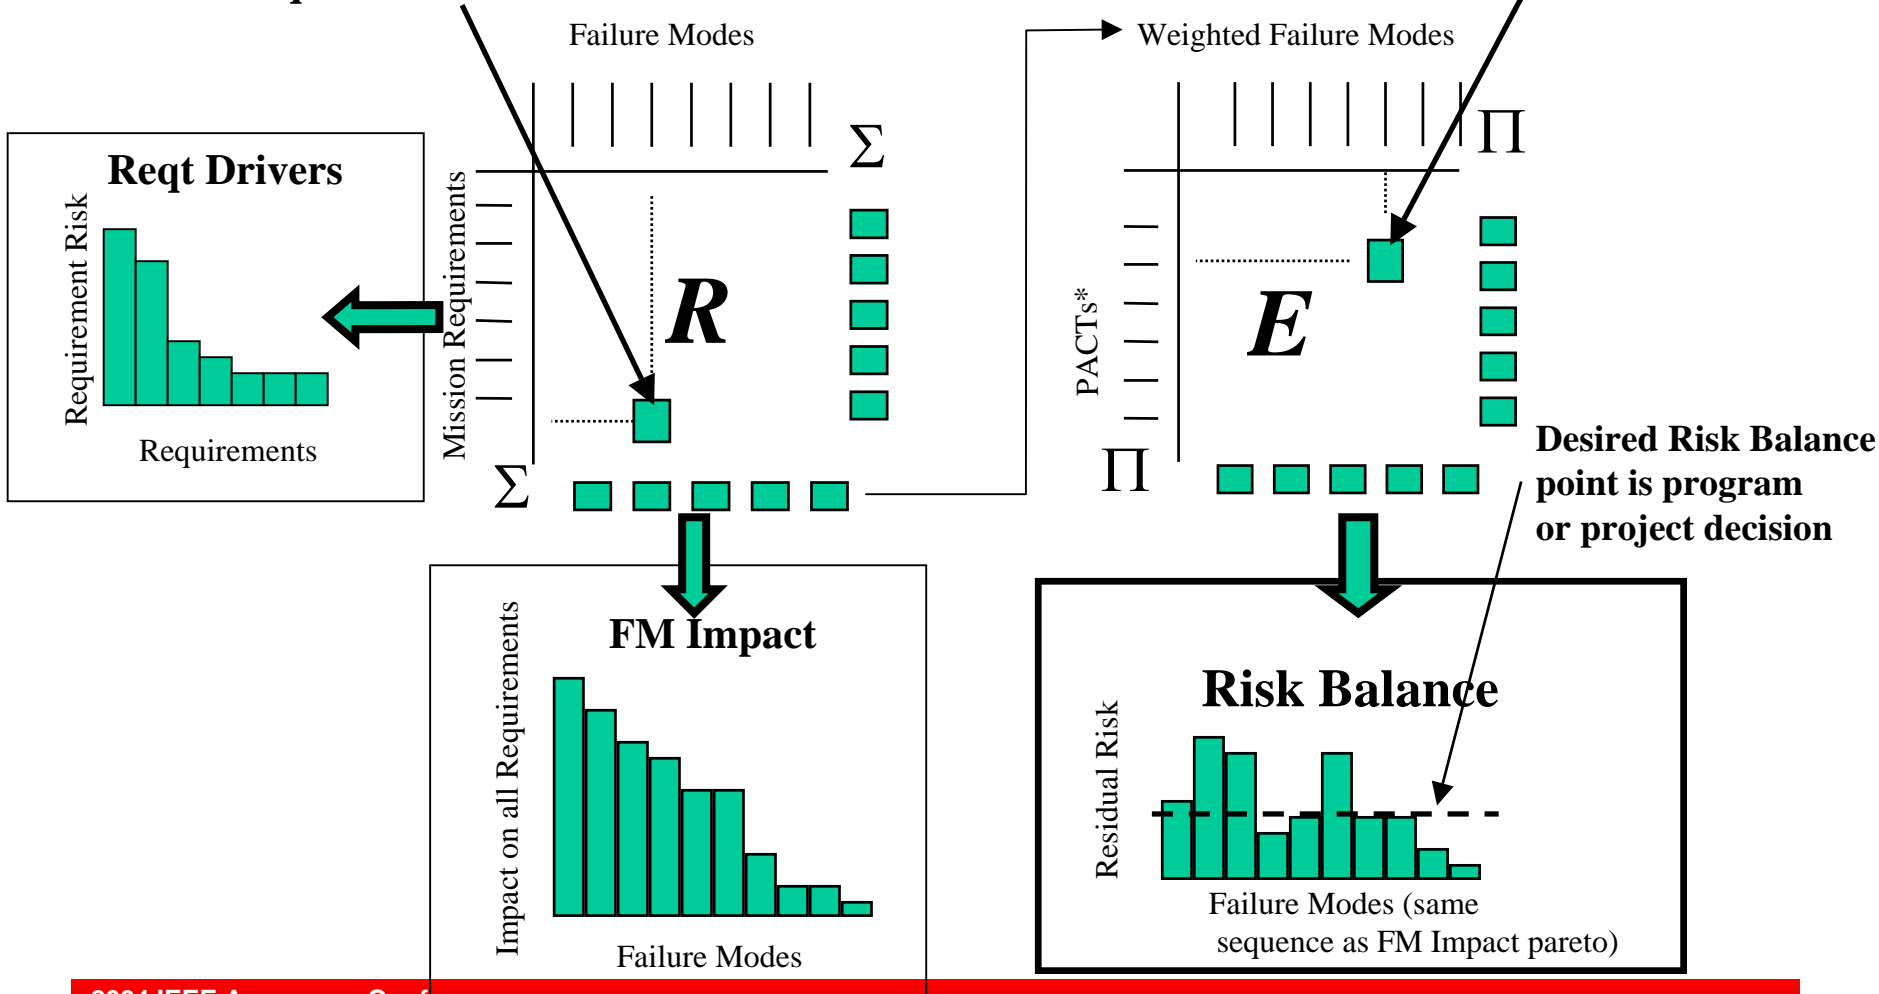 Failure Modes
Weighted Failure Modes
Σ
Π
Reqt Drivers
Requirement Risk
Requirements
Mission Requirements
R
Σ
PACTs*
E
Π
Desired Risk Balance
point is program
or project decision
FM Impact
Impact on all Requirements
Failure Modes
Risk Balance
Residual Risk
Failure Modes (same
sequence as FM Impact pareto)